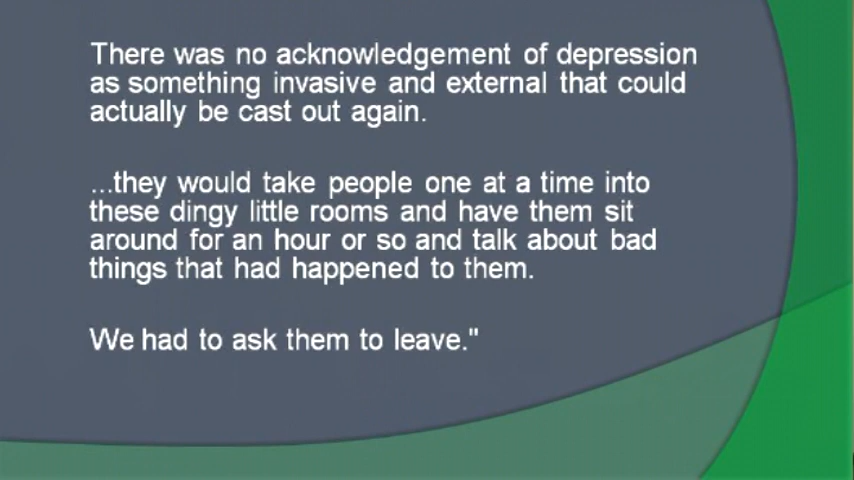 There was no acknowledgement of depression
as something invasive and external that could
actually be cast out again.
...they would take people one at a time into
these dingy little rooms and have them sit
around for an hour or so and talk about bad
things that had happened to them.
We had to ask them to leave."